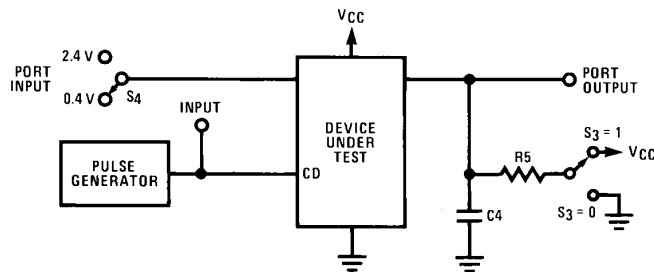 VCC
2.4 V
PORT
INPUT
0.4 V
S4
INPUT
PULSE
GENERATOR
DEVICE
UNDER
TEST
CD
PORT
OUTPUT
S3 = 1
VCC
R5
C4
S3 = 0